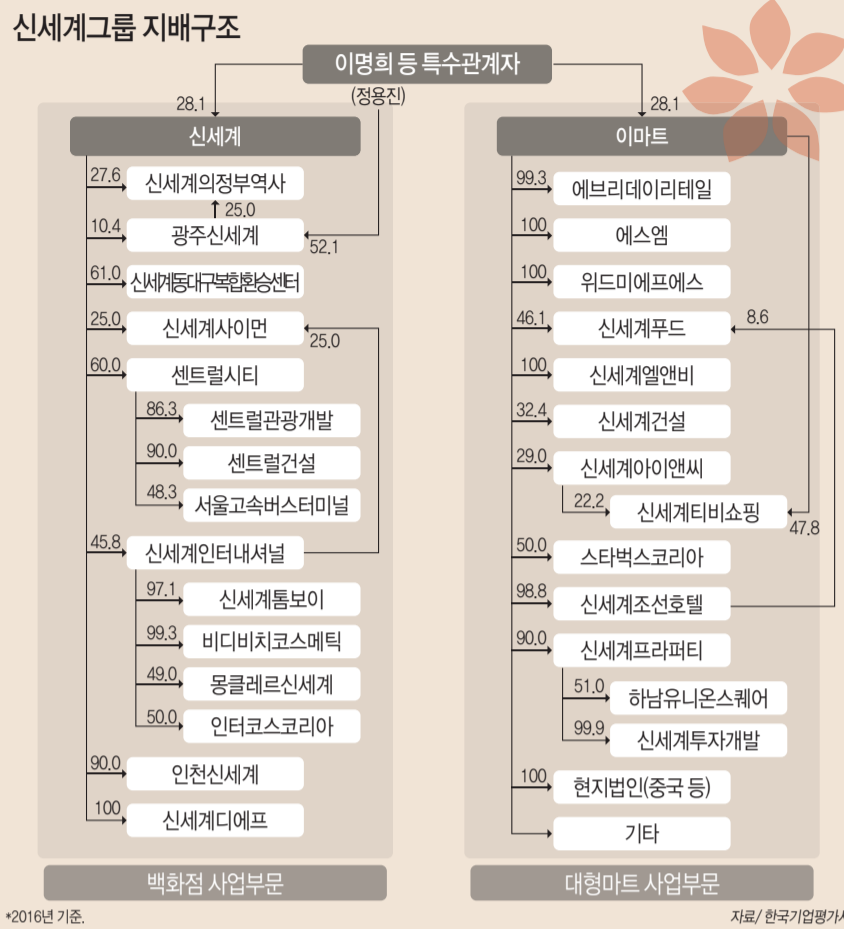 신세계그룹 지배구조
이명희 등 특수관계자
(정용진)
28.1
28.1
신세계
27.6
신세계의정부역사
25.0
10.4
광주신세계
52.1
61.0
신세계동대구복합환승센터
25.0
신세계사이먼
25.0
60.0
센트럴시티
86.3
센트럴관광개발
90.0
센트럴건설
48.3
서울고속버스터미널
45.8
신세계인터내셔널
97.1
신세계톰보이
99.3
비디비치코스메틱
49.0
몽클레르신세계
50.0
인터코스코리아
90.0
인천신세계
100
신세계디에프
백화점 사업부문
이마트
99.3
에브리데이리테일
100
에스엠
100
위드미에프에스
46.1
신세계푸드
8.6
100
신세계엘앤비
32.4
신세계건설
29.0
신세계아이앤씨
22.2
신세계티비쇼핑
47.8
50.0
스타벅스코리아
98.8
신세계조선호텔
90.0
신세계프라퍼티
51.0
하남유니온스퀘어
99.9
신세계투자개발
100
현지법인(중국 등)
기타
대형마트 사업부문
*2016년 기준.
자료/ 한국기업평가